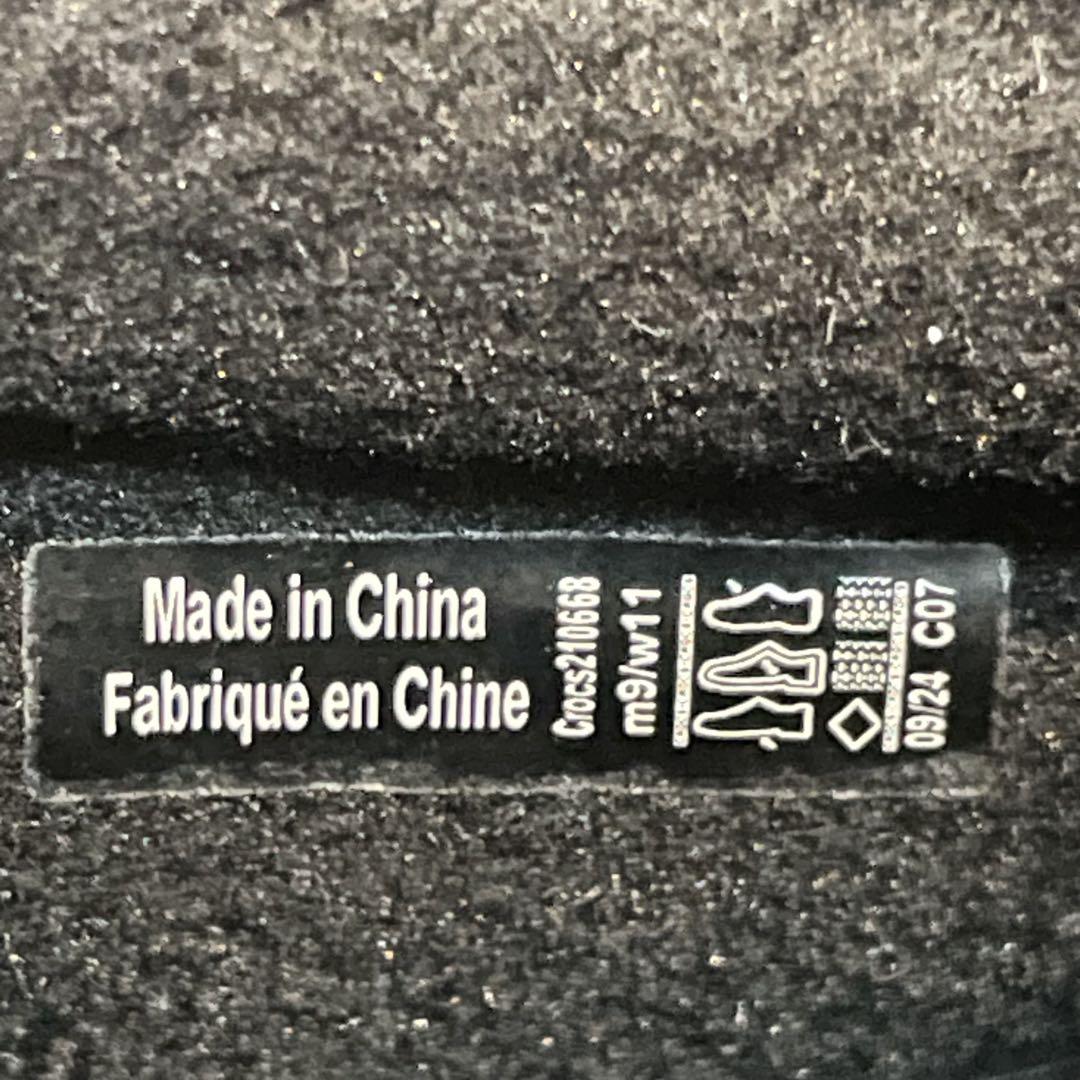 Made in China
Fabriqué en Chine
Crocs210668
m9/w11
09/24 C07